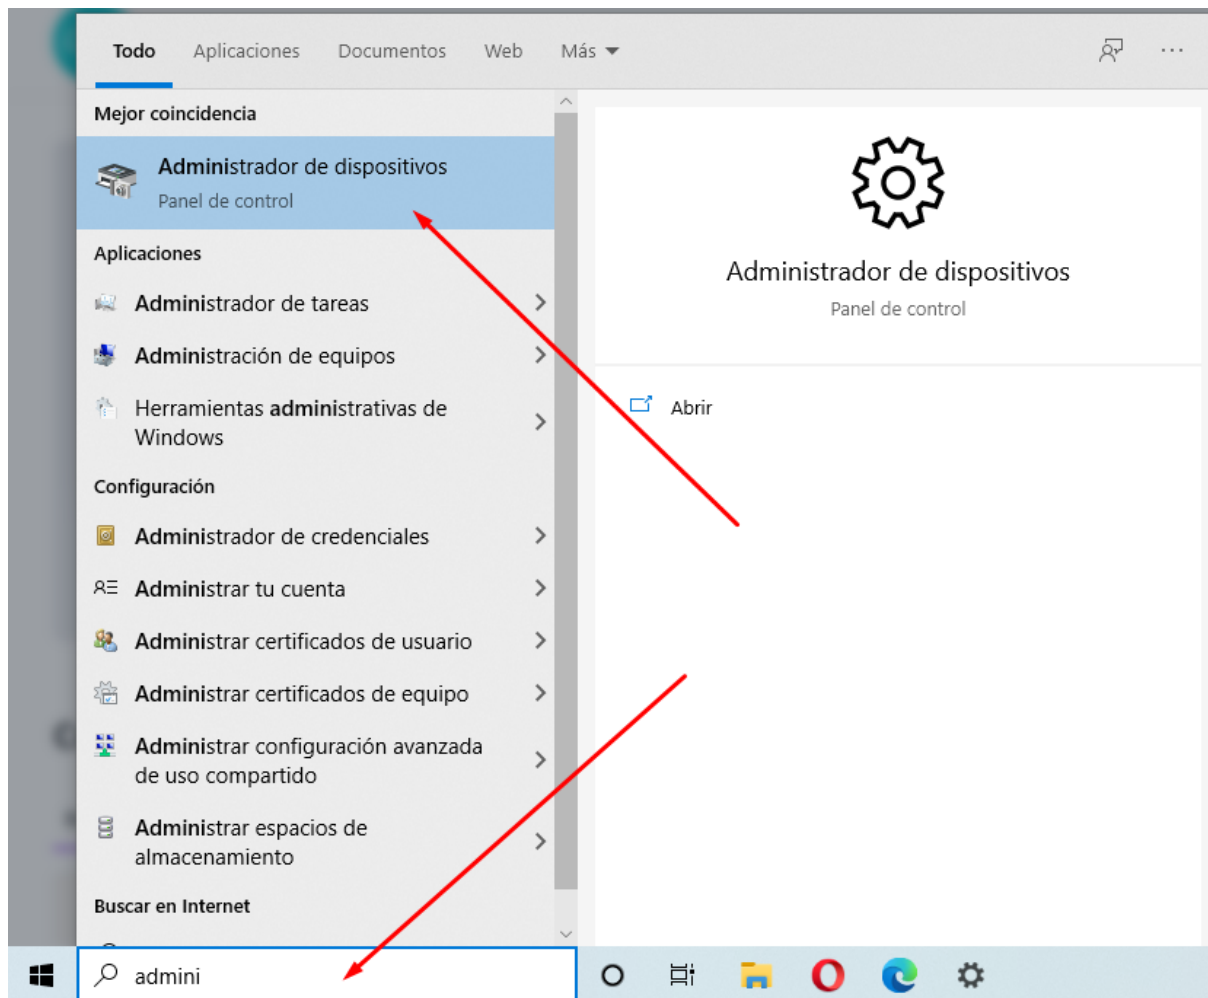 Todo Aplicaciones Documentos Web Más
Mejor coincidencia
Administrador de dispositivos
Panel de control
Aplicaciones
Administrador de tareas
Administración de equipos
Herramientas administrativas de
Windows
Configuración
Administrador de credenciales
Administrar tu cuenta
Administrar certificados de usuario
Administrar certificados de equipo
Administrar configuración avanzada
de uso compartido
Administrar espacios de
almacenamiento
Buscar en Internet
Administrador de dispositivos
Panel de control
Abrir
admini